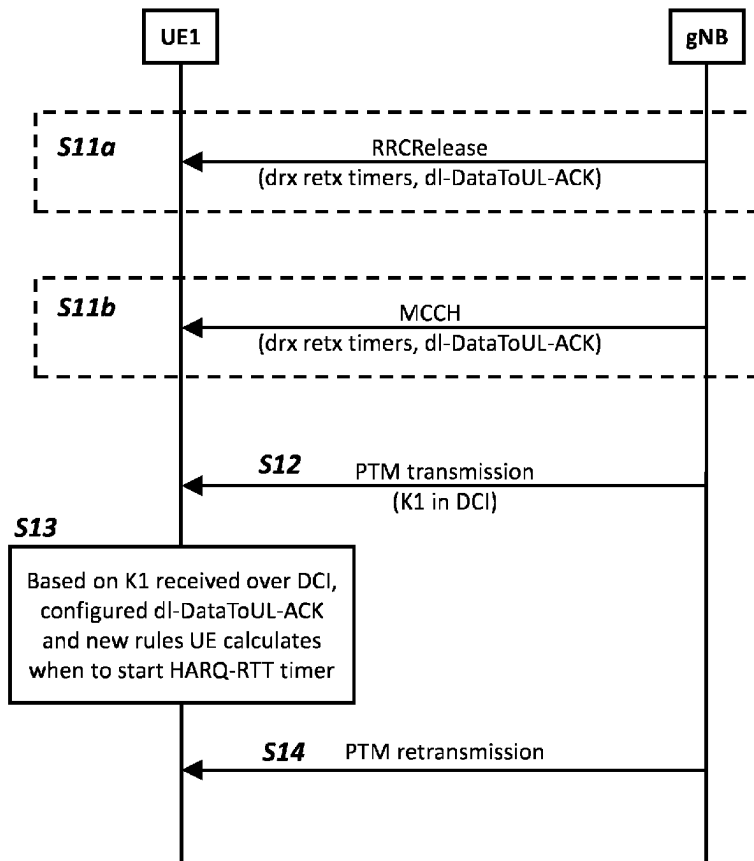 UE1
gNB
S11a
RRCRelease
(drx retx timers, dl-DataToUL-ACK)
S11b
MCCH
(drx retx timers, dl-DataToUL-ACK)
S12
PTM transmission
(K1 in DCI)
S13
Based on K1 received over DCI,
configured dl-DataToUL-ACK
and new rules UE calculates
when to start HARQ-RTT timer
S14
PTM retransmission